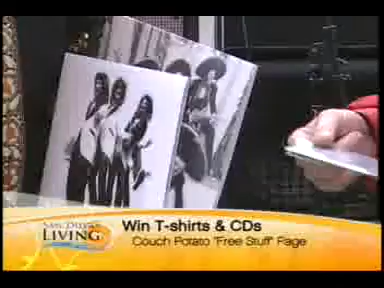 SAN DIEGO
LIVING
Win T-shirts & CDs
Couch Potato "Free Stuff" Page